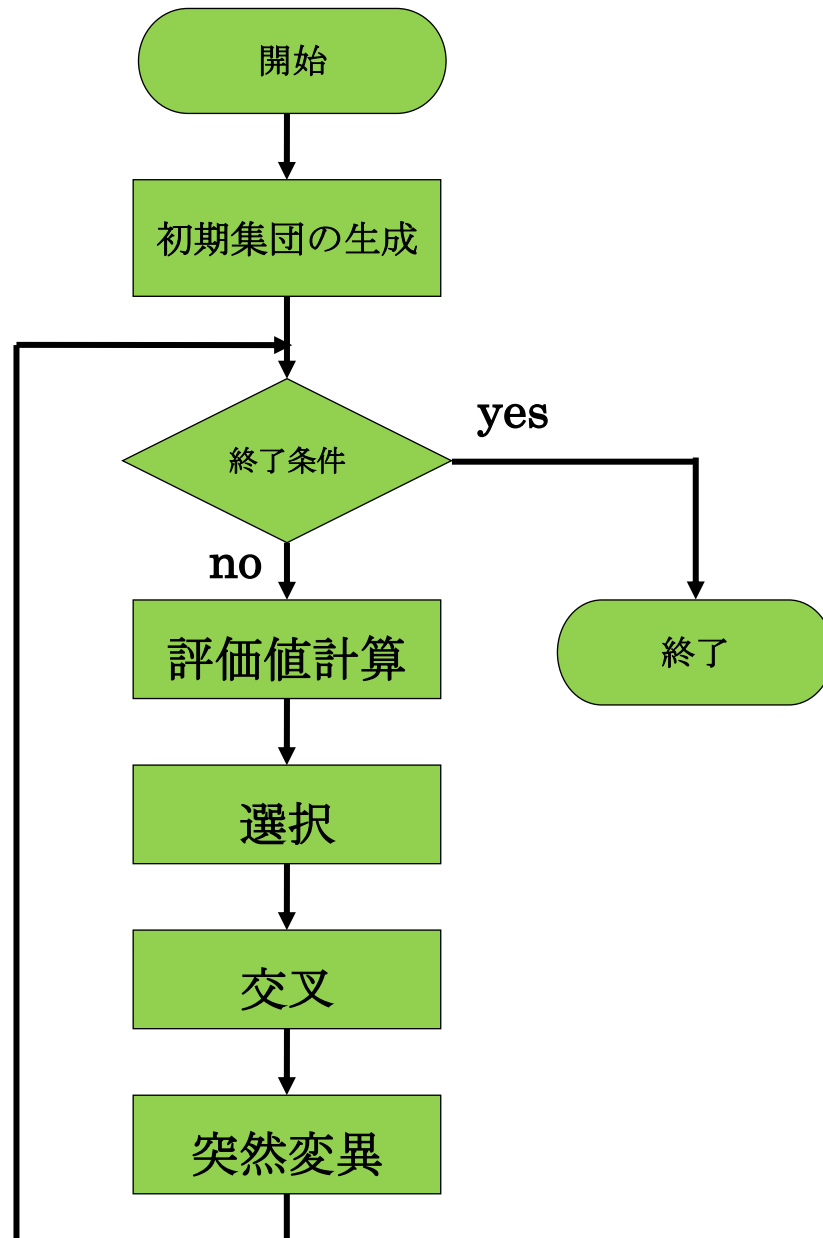 開始
初期集団の生成
終了条件
yes
no
評価値計算
終了
選択
交叉
突然変異